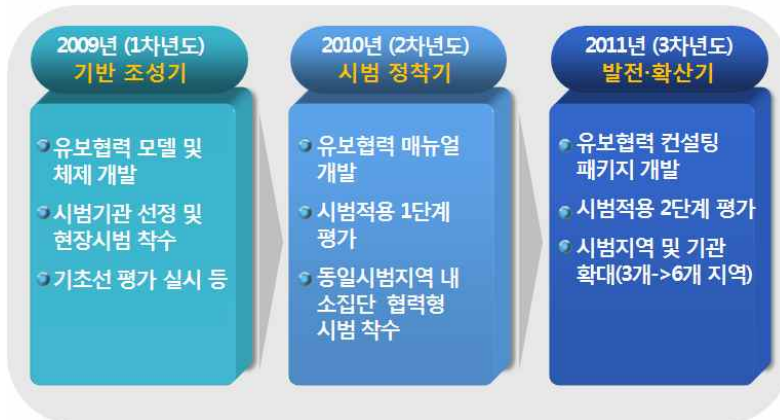 2009년 (1차년도)
기반 조성기
유보협력 모델 및
체제 개발
시범기관 선정 및
현장시범 착수
기초선 평가 실시 등
2010년 (2차년도)
시범 정착기
유보협력 매뉴얼
개발
시범적용 1단계
평가
동일시범지역 내
소집단 협력형
시범 착수
2011년 (3차년도)
발전·확산기
유보협력 컨설팅
패키지 개발
시범적용 2단계 평가
시범지역 및 기관
확대(3개->6개 지역)